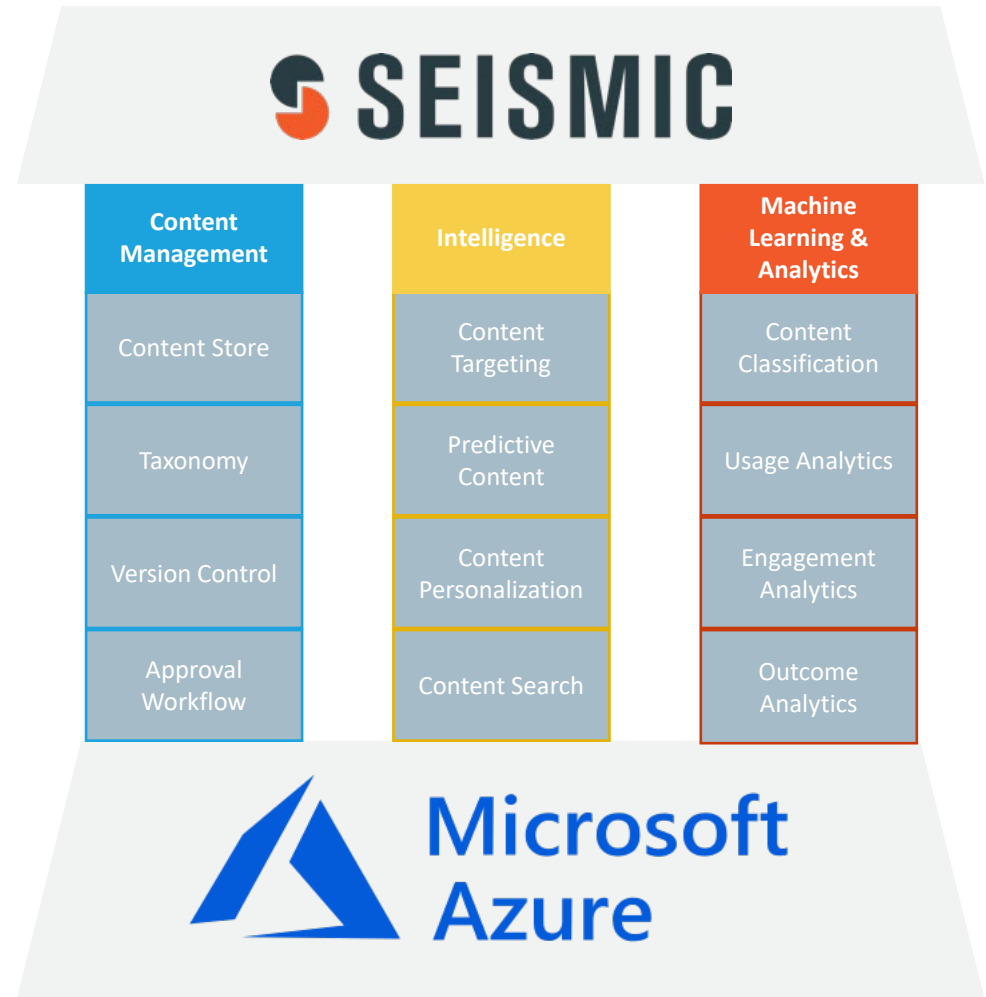 SEISMIC
Content
Management
Content Store
Taxonomy
Version Control
Approval
Workflow
Intelligence
Content
Targeting
Predictive
Content
Content
Personalization
Content Search
Machine
Learning &
Analytics
Content
Classification
Usage Analytics
Engagement
Analytics
Outcome
Analytics
Microsoft
Azure